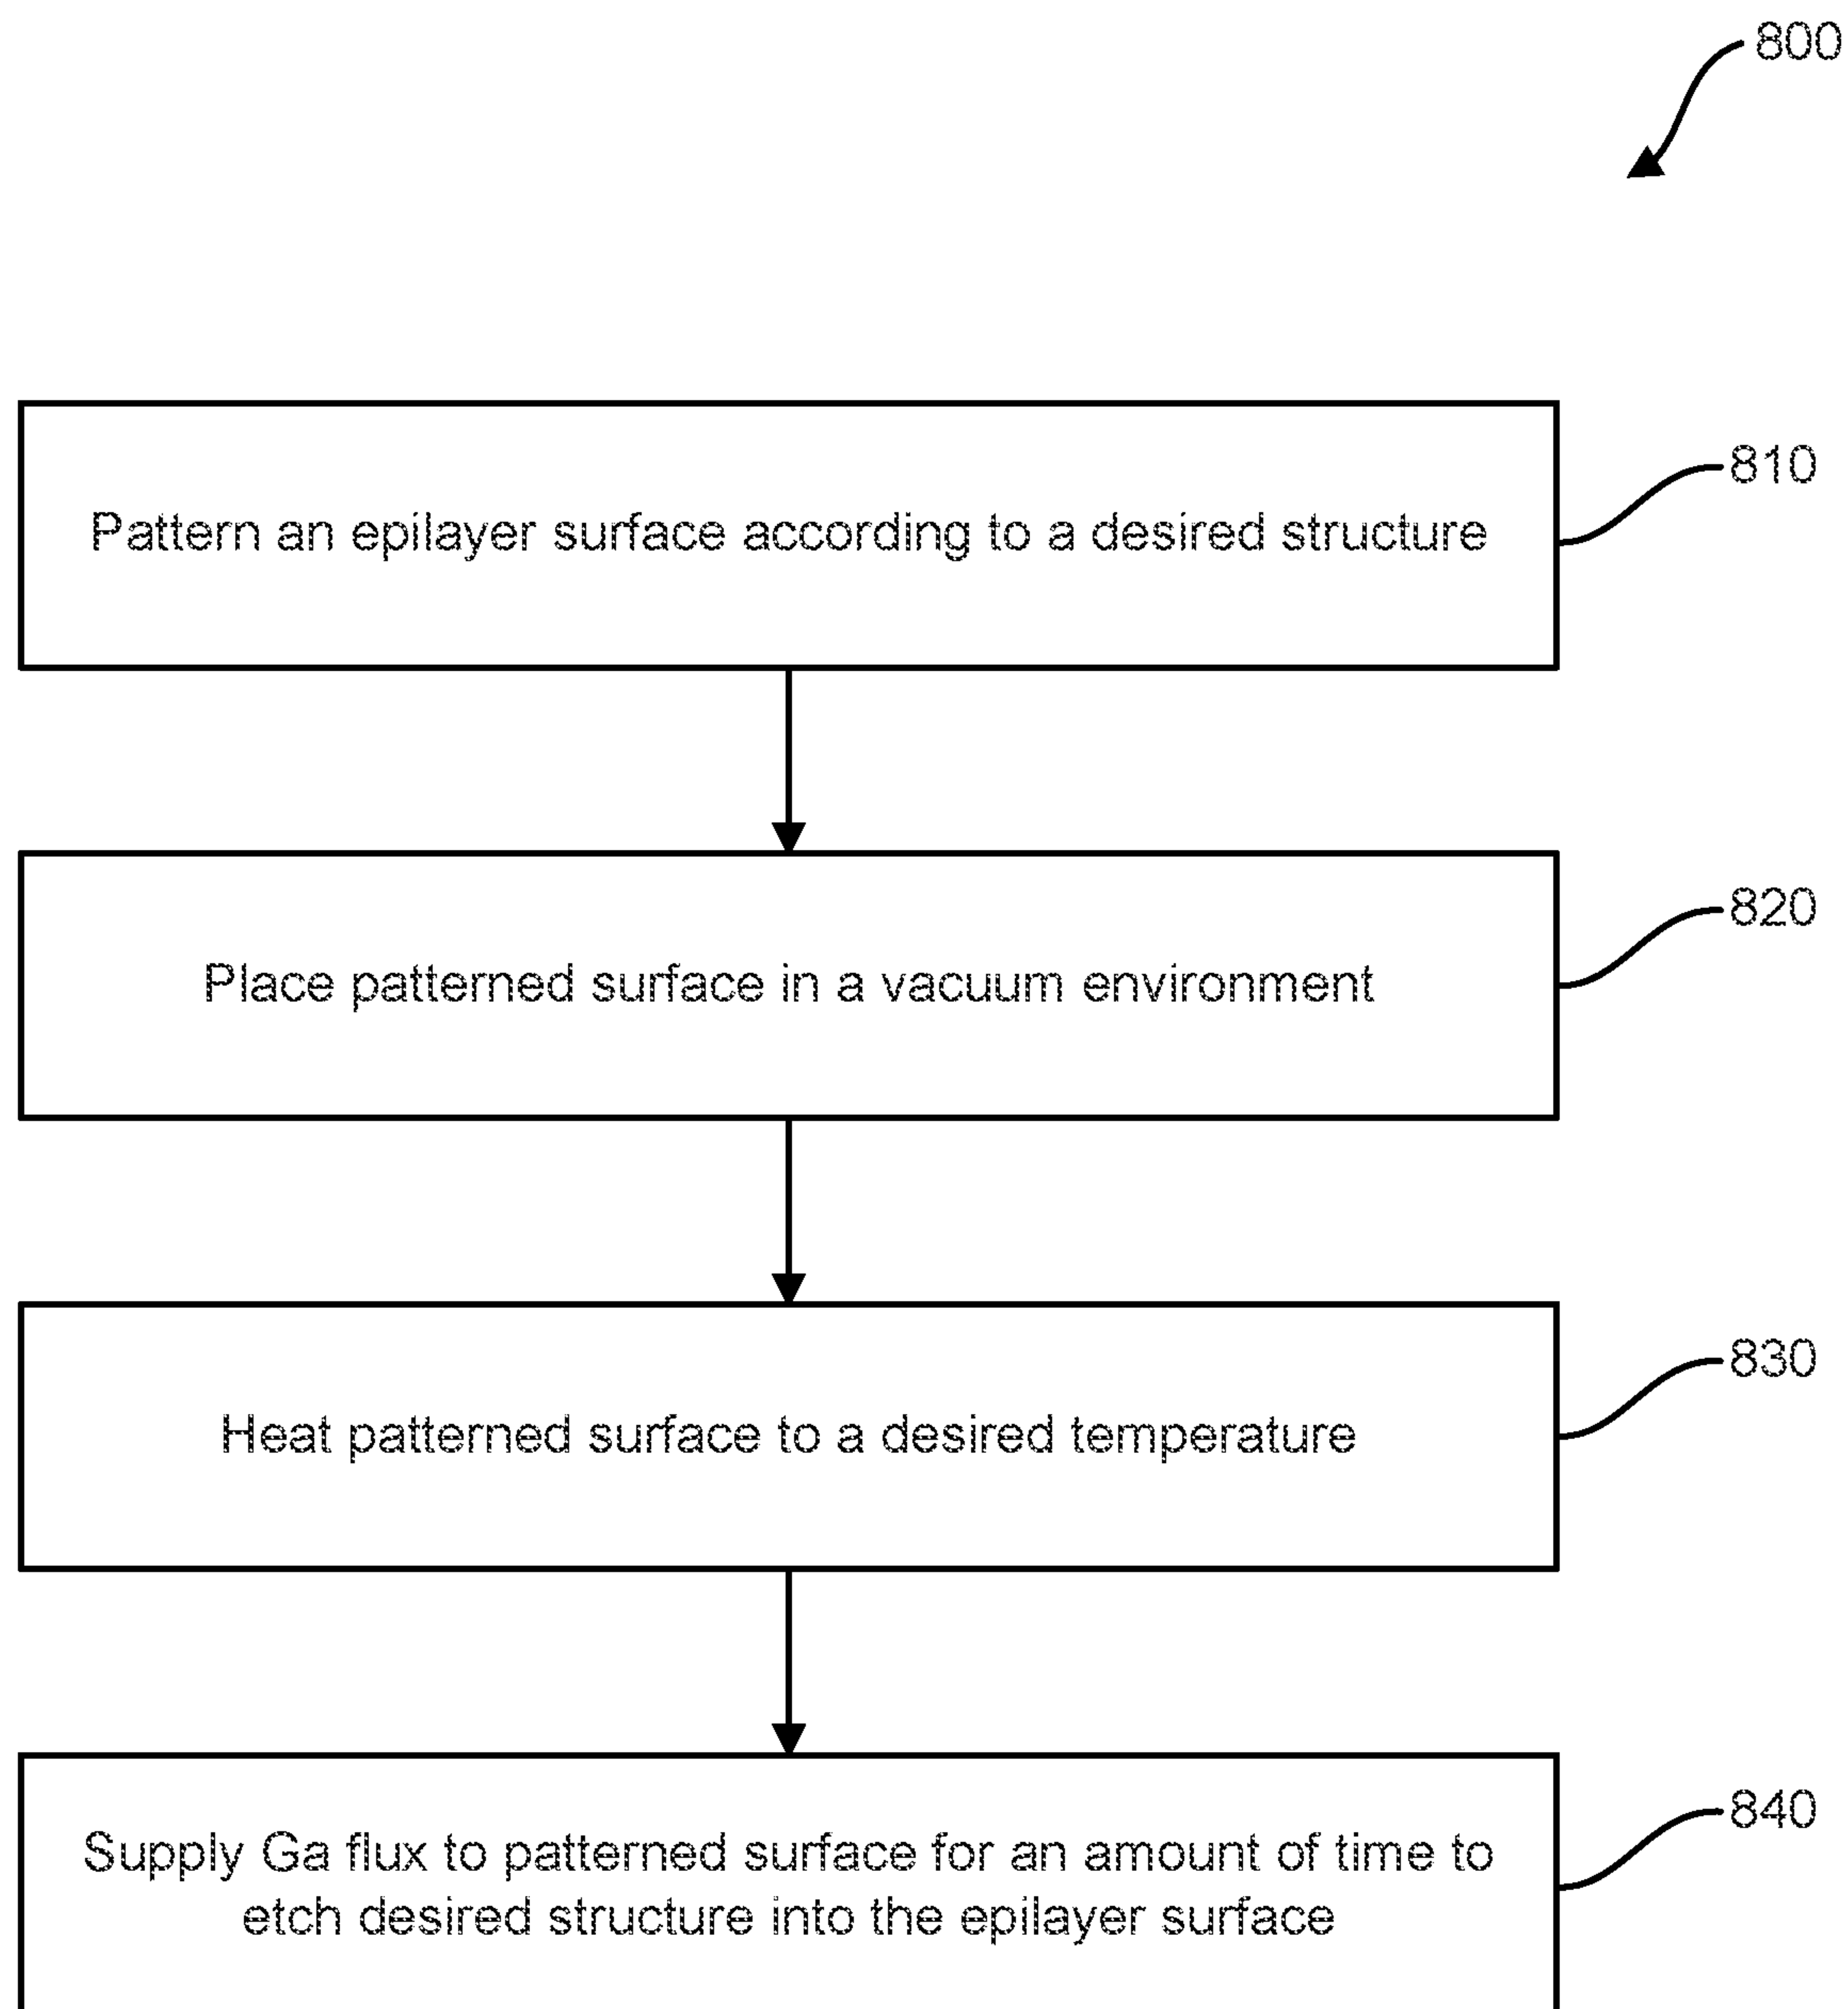 800
Pattern an epilayer surface according to a desired structure
810
Place patterned surface in a vacuum environment
820
Heat patterned surface to a desired temperature
830
Supply Ga flux to patterned surface for an amount of time to
etch desired structure into the epilayer surface
840